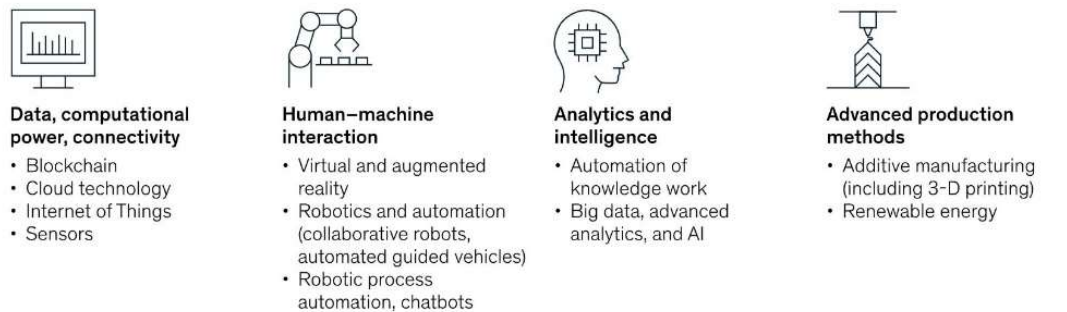 Data, computational
power, connectivity
• Blockchain
• Cloud technology
• Internet of Things
• Sensors
Human–machine
interaction
• Virtual and augmented
reality
• Robotics and automation
(collaborative robots,
automated guided vehicles)
• Robotic process
automation, chatbots
Analytics and
intelligence
• Automation of
knowledge work
• Big data, advanced
analytics, and AI
Advanced production
methods
• Additive manufacturing
(including 3-D printing)
• Renewable energy